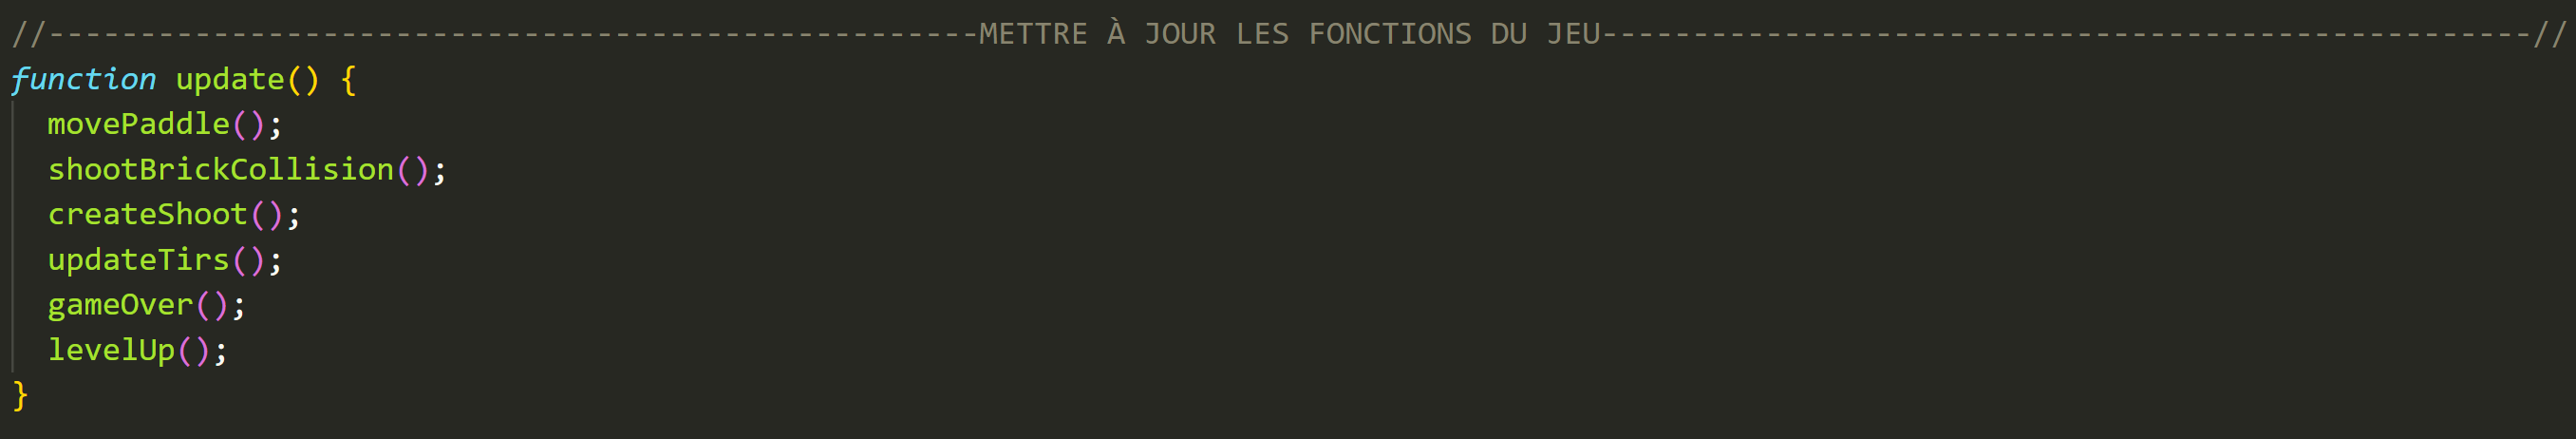 //---------------------------------------------------METTRE À JOUR LES FONCTIONS DU JEU---------------------------------------------------//
function update() {
  movePaddle();
  shootBrickCollision();
  createShoot();
  updateTirs();
  gameOver();
  levelUp();
}